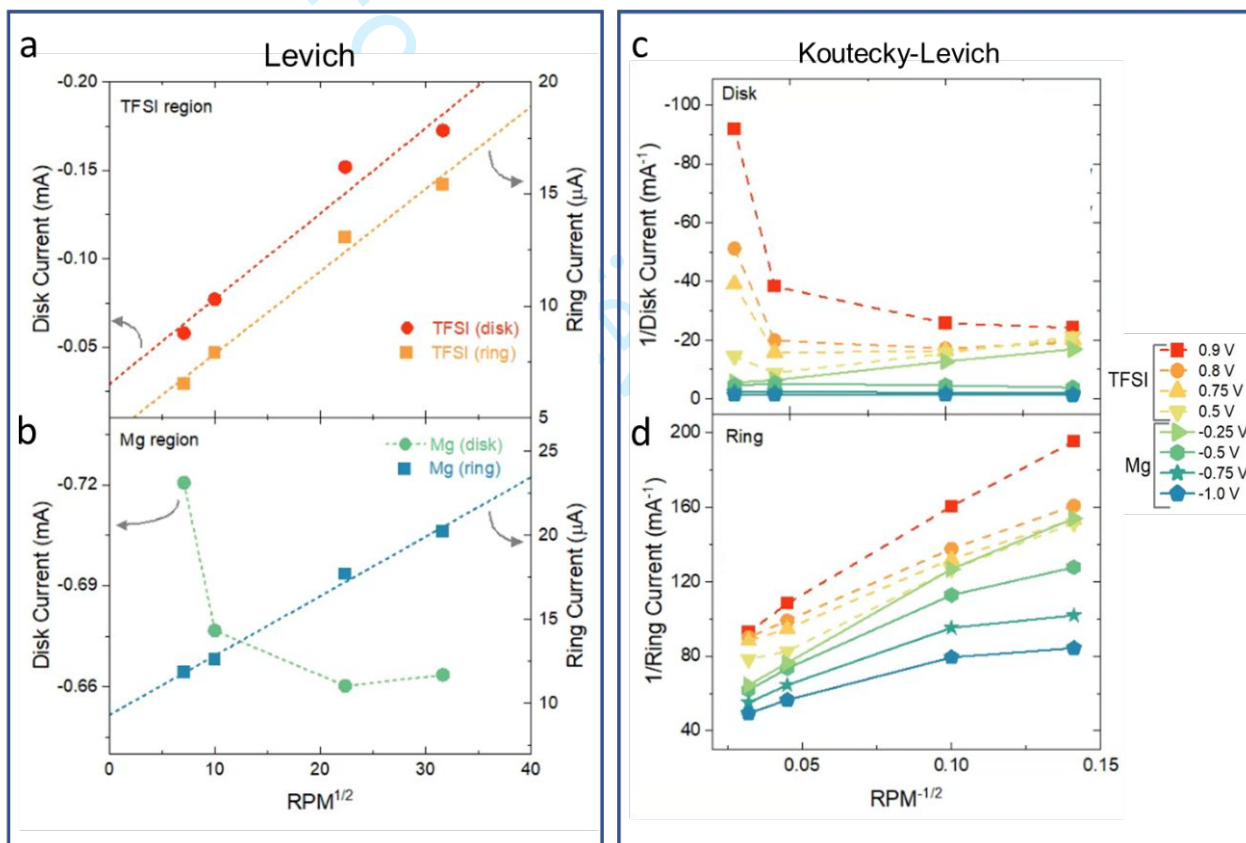 a
Levich
-0.20
-0.15
-0.10
-0.05
Disk Current (mA)
TFSI region
20
15
10
5
Ring Current (μA)
TFSI (disk)
TFSI (ring)
b
Mg region
Mg (disk)
Mg (ring)
-0.72
-0.69
-0.66
Disk Current (mA)
25
20
15
10
Ring Current (μA)
0 10 20 30 40
RPM1/2
c
Koutecky-Levich
Disk
-100
-80
-60
-40
-20
0
1/Disk Current (mA-1)
d
Ring
200
160
120
80
40
1/Ring Current (mA-1)
0.05 0.10 0.15
RPM-1/2
TFSI
0.9 V
0.8 V
0.75 V
0.5 V
Mg
-0.25 V
-0.5 V
-0.75 V
-1.0 V